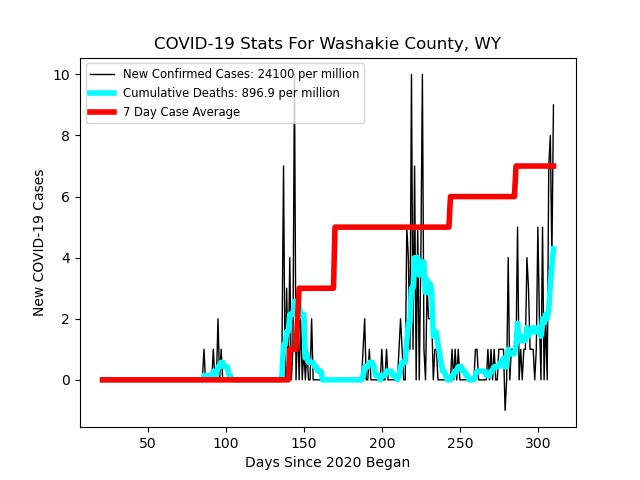 COVID-19 Stats For Washakie County, WY
New Confirmed Cases: 24100 per million
Cumulative Deaths: 896.9 per million
7 Day Case Average
10
8
6
4
2
0
New COVID-19 Cases
50 100 150 200 250 300
Days Since 2020 Began